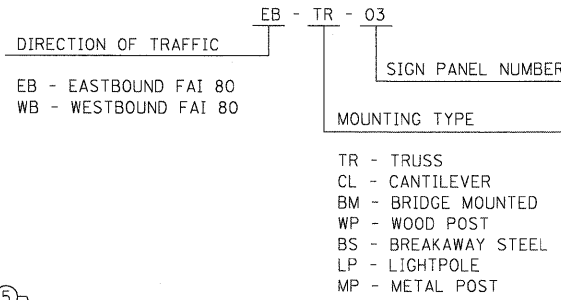 EB - TR - 03
DIRECTION OF TRAFFIC
EB - EASTBOUND FAI 80
WB - WESTBOUND FAI 80
SIGN PANEL NUMBER
MOUNTING TYPE
TR - TRUSS
CL - CANTILEVER
BM - BRIDGE MOUNTED
WP - WOOD POST
BS - BREAKAWAY STEEL
LP - LIGHTPOLE
MP - METAL POST
5